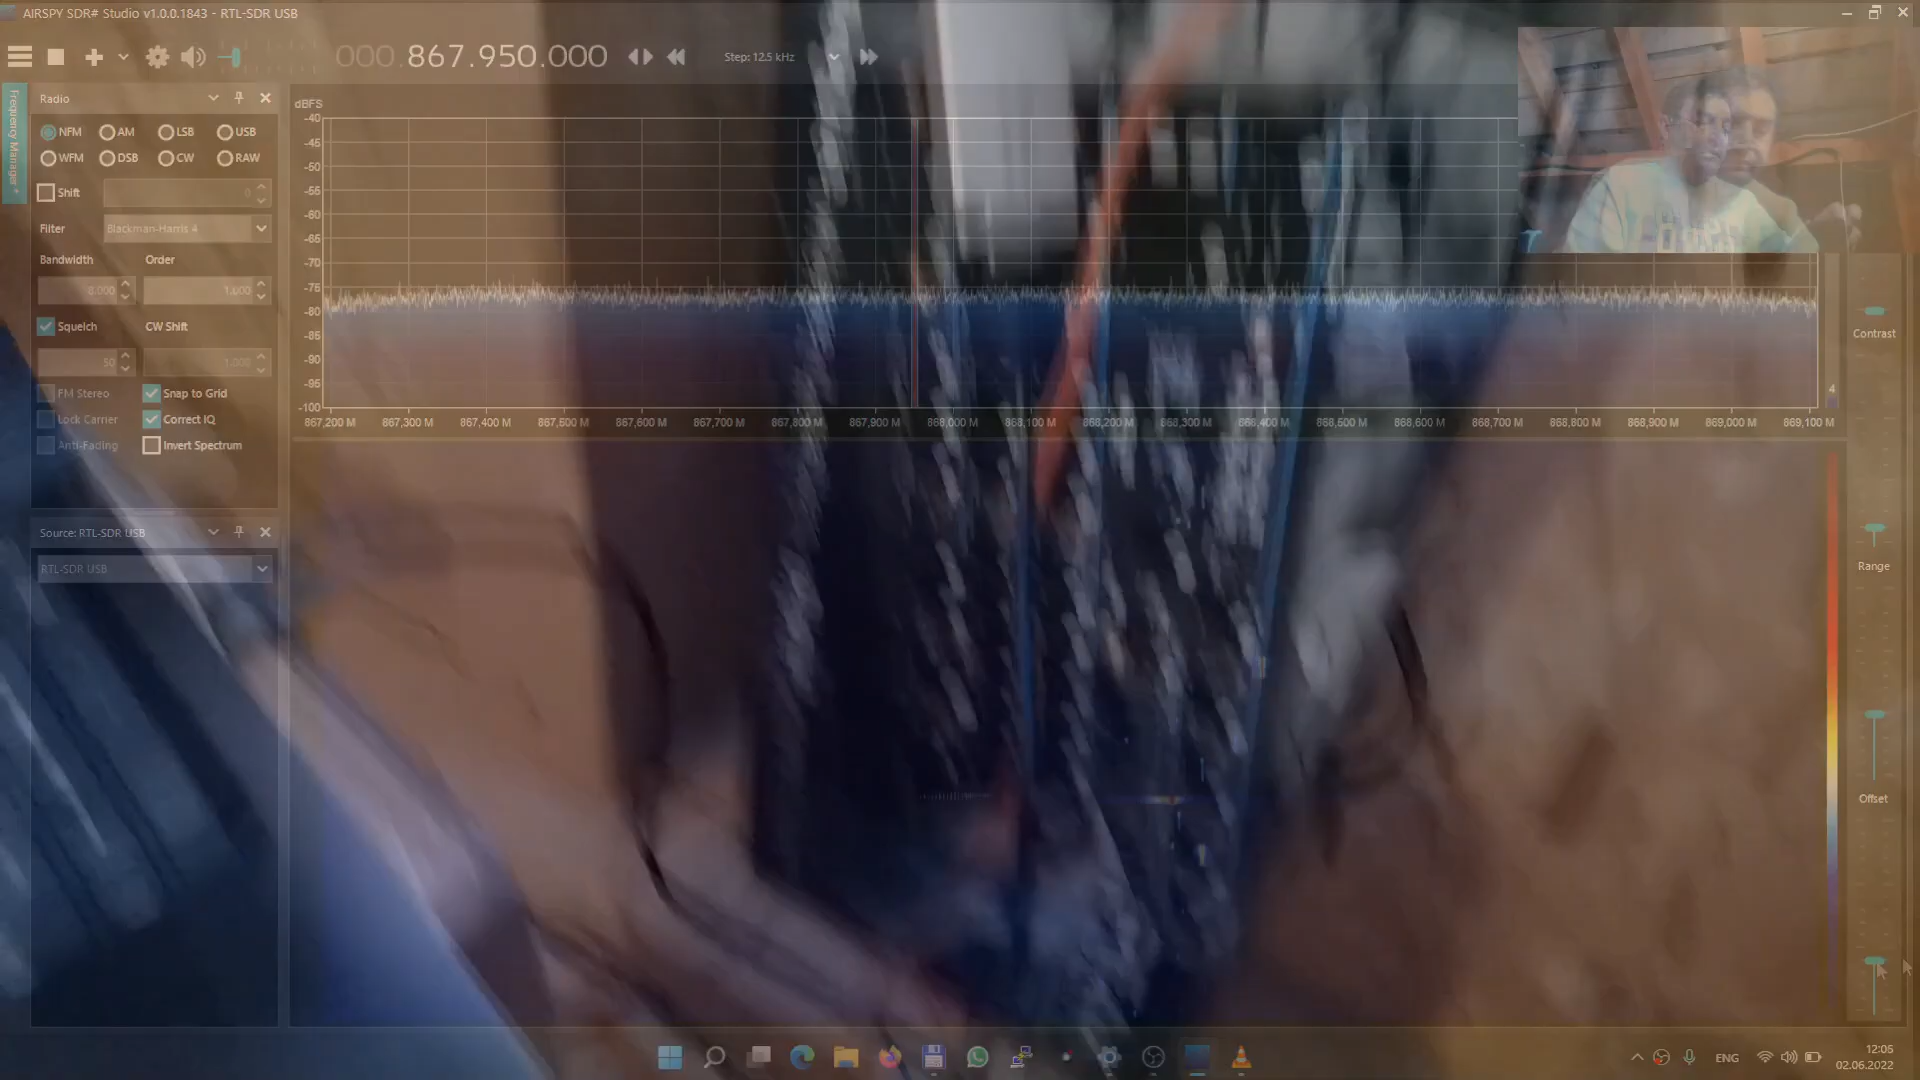 AIRSPY SDR# Studio v1.0.0.1843 - RTL-SDR USB
000.867.950.000
Step: 12.5 kHz
Frequency Manager *
Radio
NFM AM LSB USB
WFM DSB CW RAW
Shift 0
Filter Blackman-Harris 4
Bandwidth Order
8.000 1.000
Squelch CW Shift
50 1.000
FM Stereo Snap to Grid
Lock Carrier Correct IQ
Anti-Fading Invert Spectrum
Source: RTL-SDR USB
RTL-SDR USB
dBFS
-40
-45
-50
-55
-60
-65
-70
-75
-80
-85
-90
-95
-100
867,200 M 867,300 M 867,400 M 867,500 M 867,600 M 867,700 M 867,800 M 867,900 M 868,000 M 868,100 M 868,200 M 868,300 M 868,400 M 868,500 M 868,600 M 868,700 M 868,800 M 868,900 M 869,000 M 869,100 M
4
Contrast
Range
Offset
ENG
12:05
02.06.2022